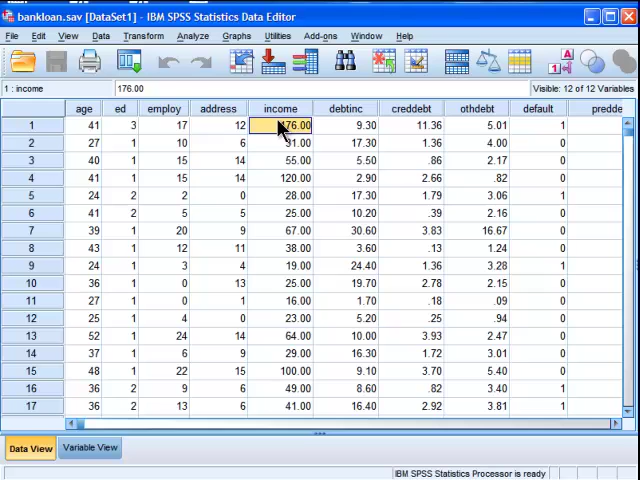 bankloan.sav [DataSet1] - IBM SPSS Statistics Data Editor
File Edit View Data Transform Analyze Graphs Utilities Add-ons Window Help
1 : income 176.00 Visible: 12 of 12 Variables
age ed employ address income debtinc creddebt othdebt default predde
1 41 3 17 12 176.00 9.30 11.36 5.01 1
2 27 1 10 6 31.00 17.30 1.36 4.00 0
3 40 1 15 14 55.00 5.50 .86 2.17 0
4 41 1 15 14 120.00 2.90 2.66 .82 0
5 24 2 2 0 28.00 17.30 1.79 3.06 1
6 41 2 5 5 25.00 10.20 .39 2.16 0
7 39 1 20 9 67.00 30.60 3.83 16.67 0
8 43 1 12 11 38.00 3.60 .13 1.24 0
9 24 1 3 4 19.00 24.40 1.36 3.28 1
10 36 1 0 13 25.00 19.70 2.78 2.15 0
11 27 1 0 1 16.00 1.70 .18 .09 0
12 25 1 4 0 23.00 5.20 .25 .94 0
13 52 1 24 14 64.00 10.00 3.93 2.47 0
14 37 1 6 9 29.00 16.30 1.72 3.01 0
15 48 1 22 15 100.00 9.10 3.70 5.40 0
16 36 2 9 6 49.00 8.60 .82 3.40 1
17 36 2 13 6 41.00 16.40 2.92 3.81 1
Data View Variable View
IBM SPSS Statistics Processor is ready